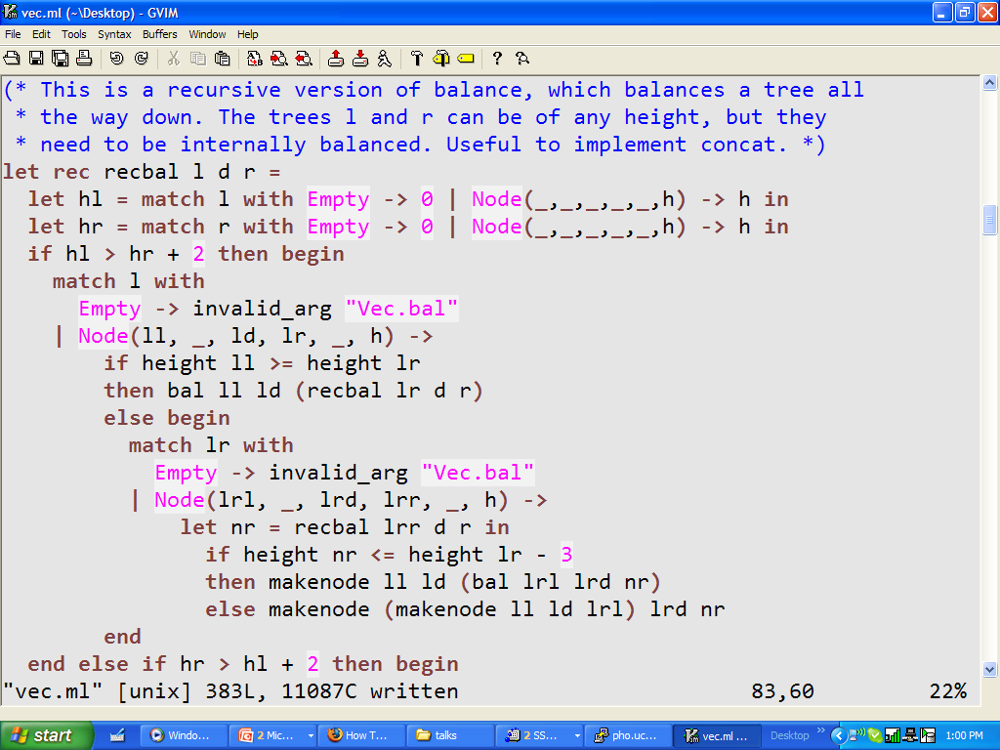 vec.ml (~\Desktop) - GVIM
File Edit Tools Syntax Buffers Window Help
(* This is a recursive version of balance, which balances a tree all
 * the way down. The trees l and r can be of any height, but they
 * need to be internally balanced. Useful to implement concat. *)
let rec recbal l d r =
  let hl = match l with Empty -> 0 | Node(_,_,_,_,_,h) -> h in
  let hr = match r with Empty -> 0 | Node(_,_,_,_,_,h) -> h in
  if hl > hr + 2 then begin
    match l with
      Empty -> invalid_arg "Vec.bal"
    | Node(ll, _, ld, lr, _, h) ->
        if height ll >= height lr
        then bal ll ld (recbal lr d r)
        else begin
          match lr with
            Empty -> invalid_arg "Vec.bal"
          | Node(lrl, _, lrd, lrr, _, h) ->
              let nr = recbal lrr d r in
                if height nr <= height lr - 3
                then makenode ll ld (bal lrl lrd nr)
                else makenode (makenode ll ld lrl) lrd nr
        end
  end else if hr > hl + 2 then begin
"vec.ml" [unix] 383L, 11087C written 83,60 22%
start Windo... 2 Mic... How T... talks 2 SS... pho.uc... vec.ml ... Desktop » 1:00 PM